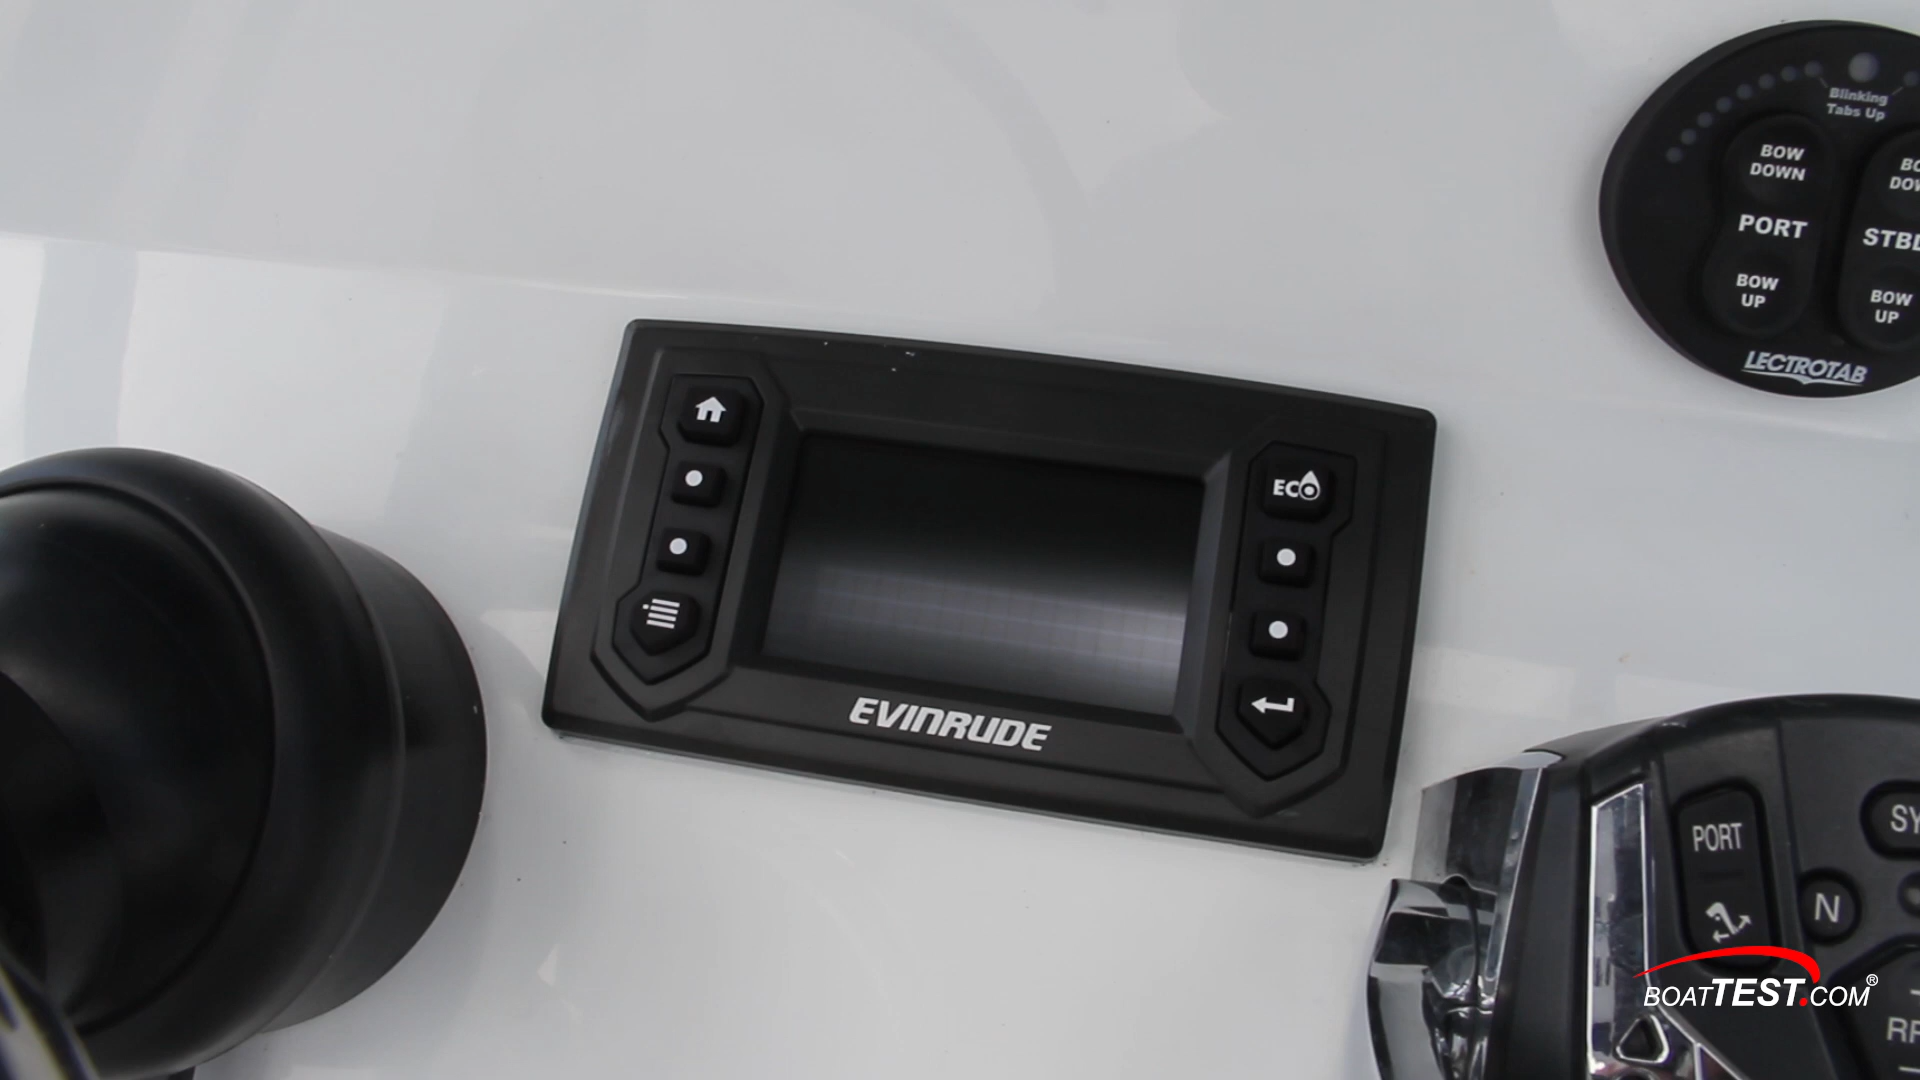 Blinking
Tabs Up
BOW
DOWN
PORT
STBD
BOW
UP
BOW
UP
LECTROTAB
ECO
EVINRUDE
PORT
N
BOATTEST.COM®